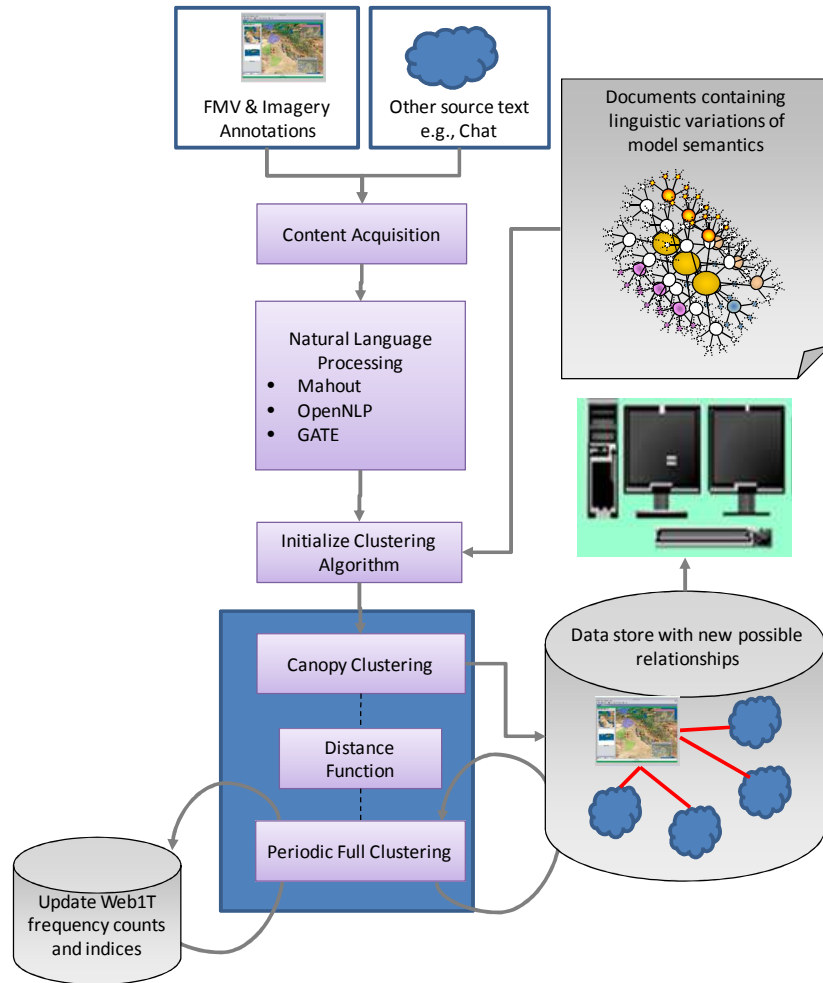 FMV & Imagery
Annotations
Other source text
e.g., Chat
Documents containing
linguistic variations of
model semantics
Content Acquisition
Natural Language
Processing
• Mahout
• OpenNLP
• GATE
Initialize Clustering
Algorithm
Canopy Clustering
Data store with new possible
relationships
Distance
Function
Periodic Full Clustering
Update Web1T
frequency counts
and indices